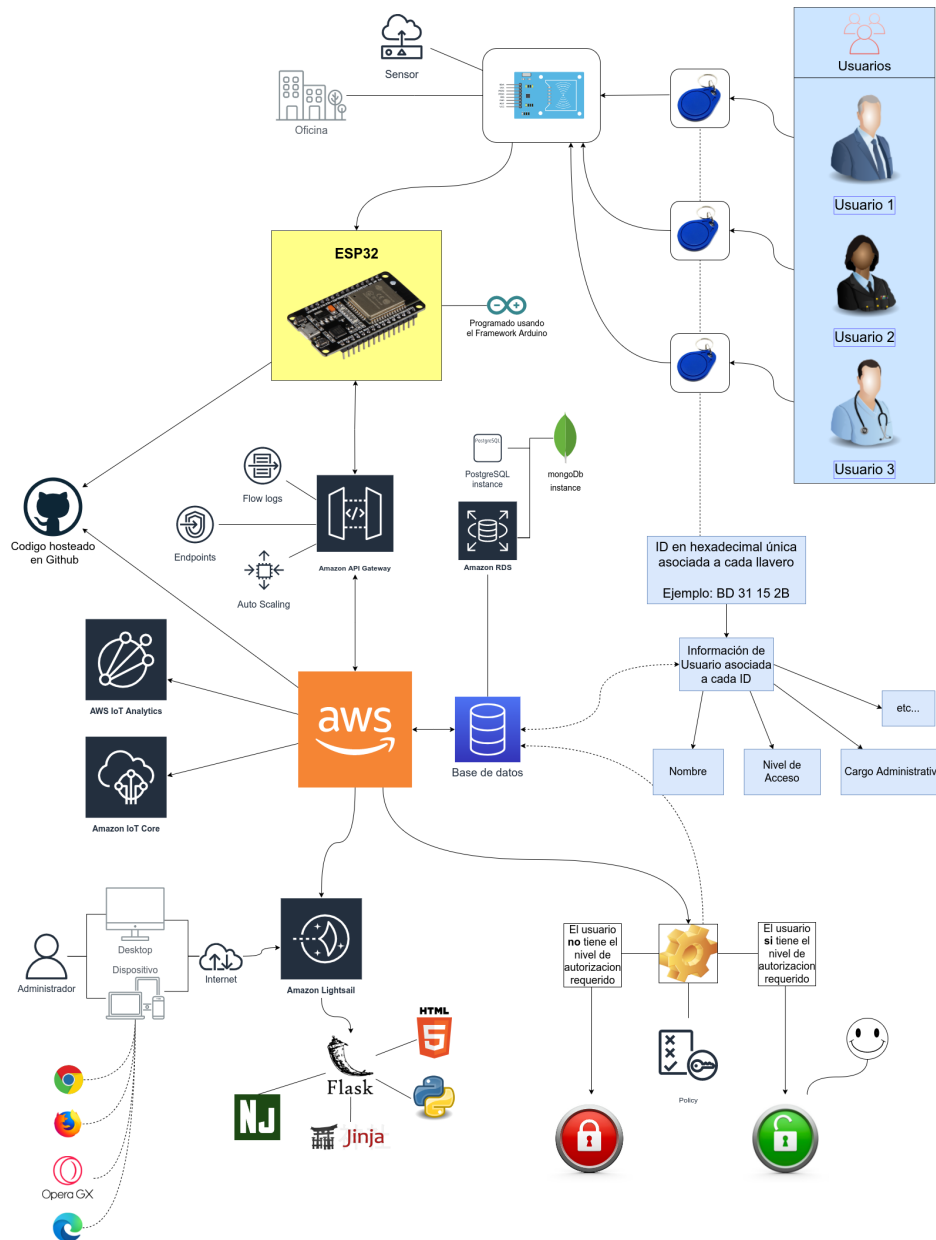 Usuarios
Sensor
Oficina
Usuario 1
ESP32
Programado usando
el Framework Arduino
Usuario 2
Usuario 3
PostgreSQL
PostgreSQL
instance
mongoDb
instance
Flow logs
Endpoints
Amazon API Gateway
Auto Scaling
Amazon RDS
Codigo hosteado
en Github
ID en hexadecimal única
asociada a cada llavero
Ejemplo: BD 31 15 2B
Información de
Usuario asociada
a cada ID
etc...
Nombre
Nivel de
Acceso
Cargo Administrativ
AWS IoT Analytics
aws
Base de datos
Amazon IoT Core
Desktop
Dispositivo
Administrador
Internet
Amazon Lightsail
El usuario
no tiene el
nivel de
autorizacion
requerido
El usuario
si tiene el
nivel de
autorizacion
requerido
Policy
HTML
5
Flask
NJ
Jinja
Opera GX